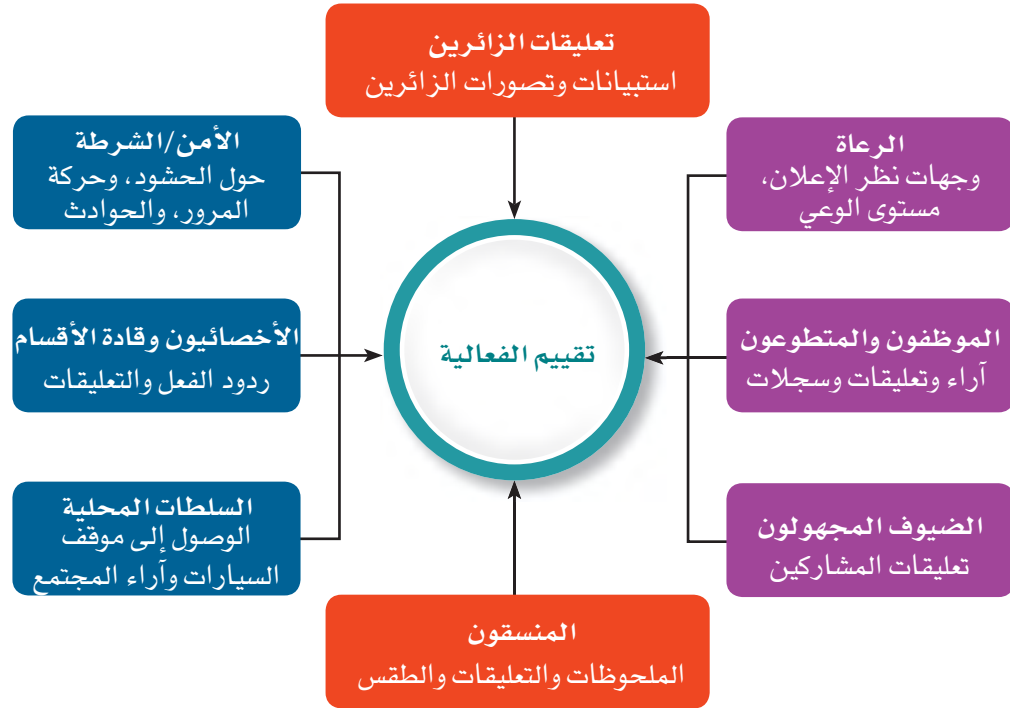 تعليقات الزائرين
استبيانات وتصورات الزائرين
الرعاة
وجهات نظر الإعلان،
مستوى الوعي
الأمن/الشرطة
حول الحشود، وحركة
المرور، والحوادث
الموظفون والمتطوعون
آراء وتعليقات وسجلات
تقييم الفعالية
الأخصائيون وقادة الأقسام
ردود الفعل والتعليقات
الضيوف المجهولون
تعليقات المشاركين
السلطات المحلية
الوصول إلى موقف
السيارات وآراء المجتمع
المنسقون
الملحوظات والتعليقات والطقس